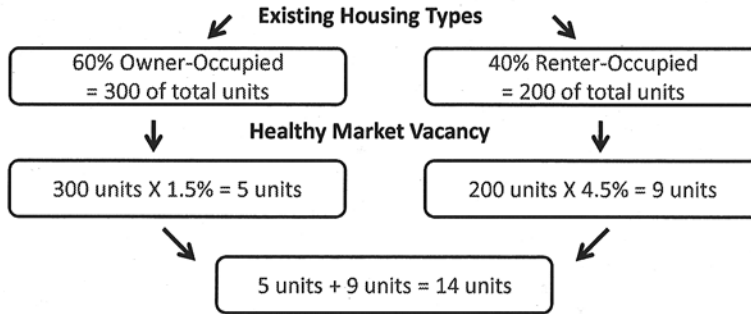 Existing Housing Types
60% Owner-Occupied
= 300 of total units
40% Renter-Occupied
= 200 of total units
Healthy Market Vacancy
300 units X 1.5% = 5 units
200 units X 4.5% = 9 units
5 units + 9 units = 14 units